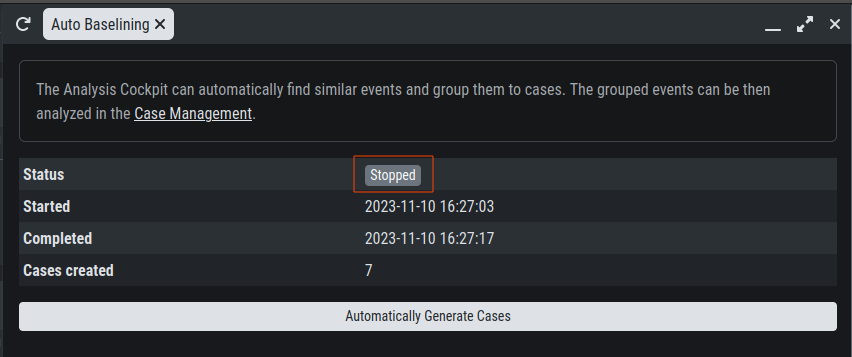 Auto Baselining
The Analysis Cockpit can automatically find similar events and group them to cases. The grouped events can be then
analyzed in the Case Management.
Status Stopped
Started 2023-11-10 16:27:03
Completed 2023-11-10 16:27:17
Cases created 7
Automatically Generate Cases